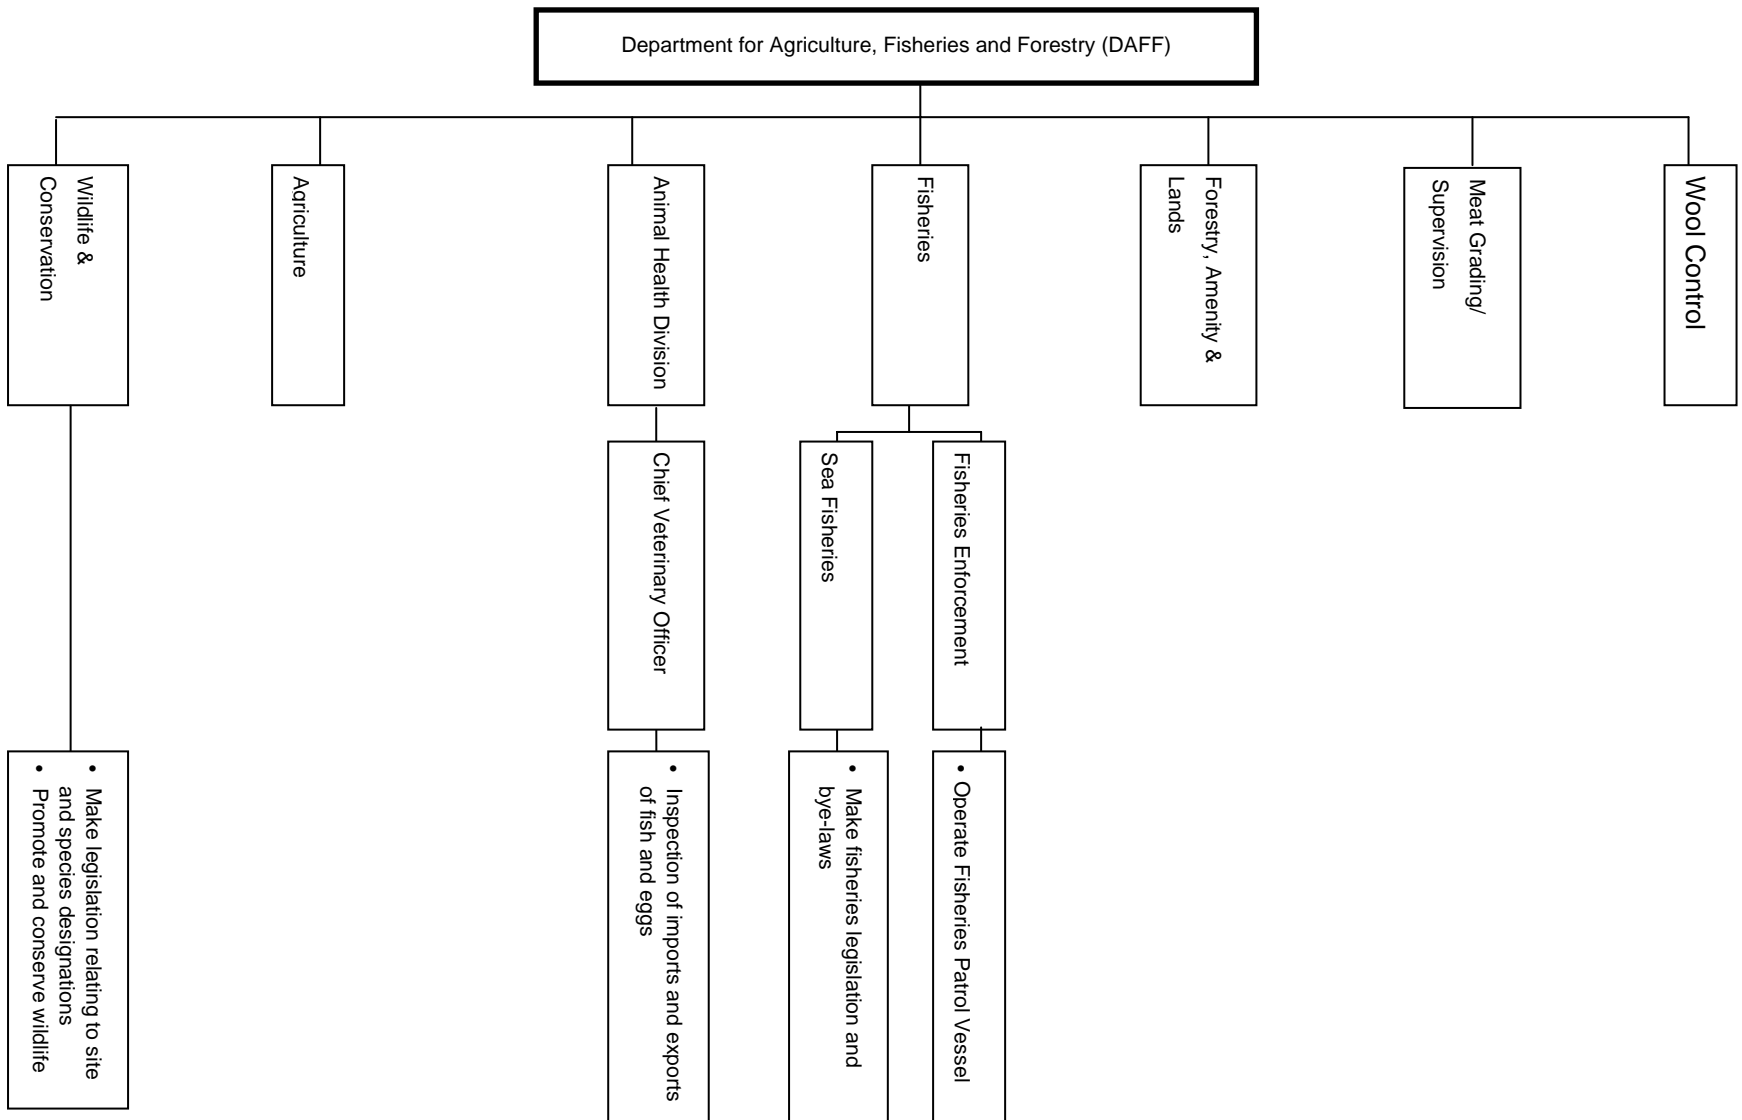 Department for Agriculture, Fisheries and Forestry (DAFF)
Wildlife &
Conservation
Agriculture
Animal Health Division
Fisheries
Forestry, Amenity &
Lands
Meat Grading/
Supervision
Wool Control
Chief Veterinary Officer
Sea Fisheries
Fisheries Enforcement
• Make legislation relating to site
and species designations
• Promote and conserve wildlife
• Inspection of imports and exports
of fish and eggs
• Make fisheries legislation and
bye-laws
• Operate Fisheries Patrol Vessel